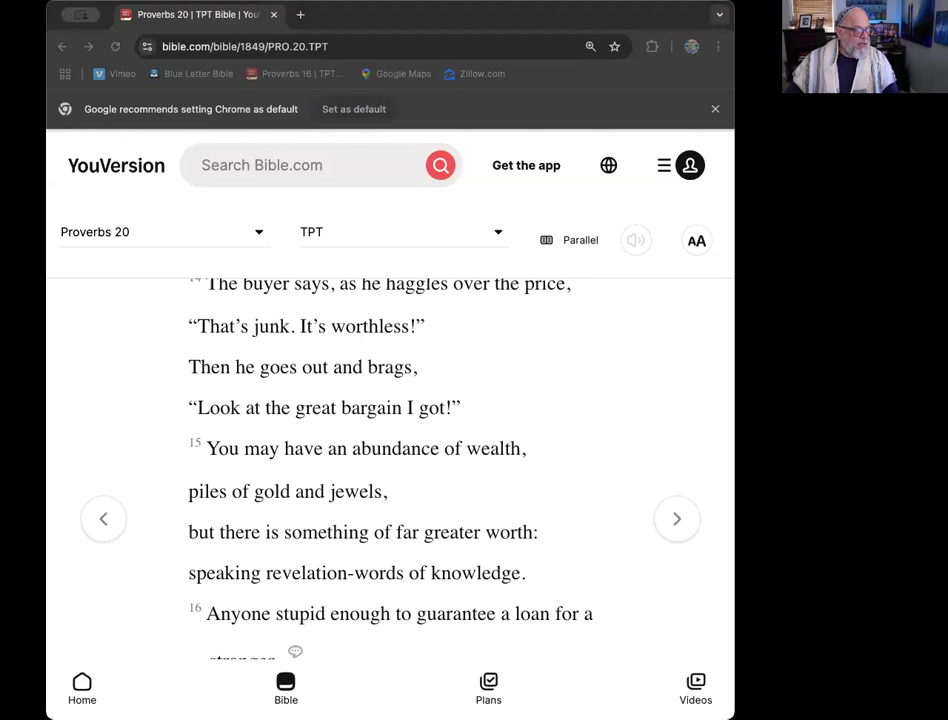 Proverbs 20 | TPT Bible | You
bible.com/bible/1849/PRO.20.TPT
Vimeo
Blue Letter Bible
Proverbs 16 | TPT...
Google Maps
Zillow.com
Google recommends setting Chrome as default
Set as default
YouVersion
Search Bible.com
Get the app
Proverbs 20
TPT
Parallel
AA
14 The buyer says, as he haggles over the price,
“That’s junk. It’s worthless!”
Then he goes out and brags,
“Look at the great bargain I got!”
15 You may have an abundance of wealth,
piles of gold and jewels,
but there is something of far greater worth:
speaking revelation-words of knowledge.
16 Anyone stupid enough to guarantee a loan for a
stranger
Home
Bible
Plans
Videos